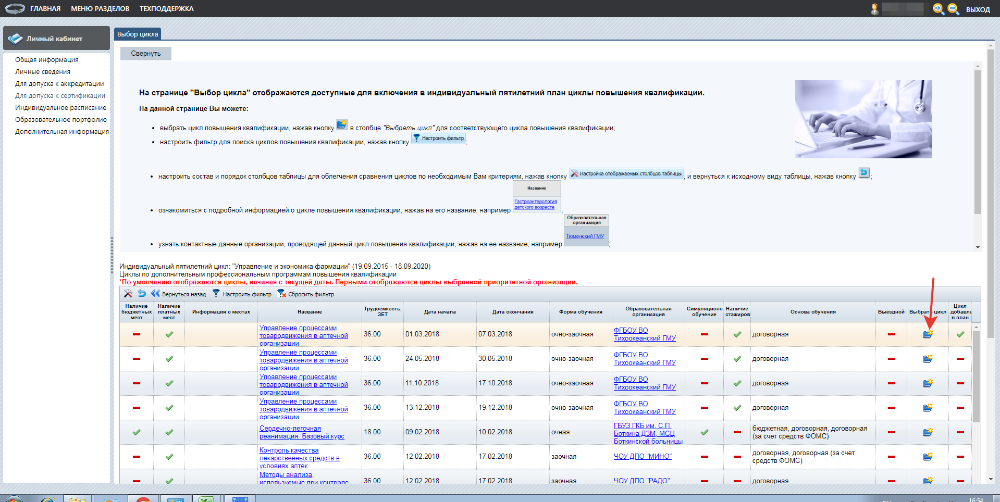 ГЛАВНАЯ МЕНЮ РАЗДЕЛОВ ТЕХПОДДЕРЖКА ВЫХОД
Личный кабинет
Общая информация
Личные сведения
Для допуска к аккредитации
Для допуска к сертификации
Индивидуальное расписание
Образовательное портфолио
Дополнительная информация
Выбор цикла
Свернуть
На странице "Выбор цикла" отображаются доступные для включения в индивидуальный пятилетний план циклы повышения квалификации.
На данной странице Вы можете:
выбрать цикл повышения квалификации, нажав кнопку в столбце "Выбрать цикл" для соответствующего цикла повышения квалификации;
настроить фильтр для поиска циклов повышения квалификации, нажав кнопку Настроить фильтр;
настроить состав и порядок столбцов таблицы для облегчения сравнения циклов по необходимым Вам критериям, нажав кнопку Настройка отображаемых столбцов таблицы, и вернуться к исходному виду таблицы, нажав кнопку ;
Название
Гастроэнтерология
детского возраста
ознакомиться с подробной информацией о цикле повышения квалификации, нажав на его название, например ;
Образовательная
организация
Тюменский ГМУ
узнать контактные данные организации, проводящей данный цикл повышения квалификации, нажав на ее название, например ;
Индивидуальный пятилетний цикл: "Управление и экономика фармации" (19.09.2015 - 18.09.2020)
Циклы по дополнительным профессиональным программам повышения квалификации
*По умолчанию отображаются циклы, начиная с текущей даты. Первыми отображаются циклы выбранной приоритетной организации.
Вернуться назад Настроить фильтр Сбросить фильтр
Наличие бюджетных мест Наличие платных мест Информация о местах Название Трудоёмкость, ЗЕТ Дата начала Дата окончания Форма обучения Образовательная организация Симуляционн обучение Наличие стажиров Основа обучения Выездной Выбрать цикл Цикл добавле в план
Управление процессами товародвижения в аптечной организации 36.00 01.03.2018 07.03.2018 очно-заочная ФГБОУ ВО Тихоокеанский ГМУ договорная
Управление процессами товародвижения в аптечной организации 36.00 24.05.2018 30.05.2018 очно-заочная ФГБОУ ВО Тихоокеанский ГМУ договорная
Управление процессами товародвижения в аптечной организации 36.00 11.10.2018 17.10.2018 очно-заочная ФГБОУ ВО Тихоокеанский ГМУ договорная
Управление процессами товародвижения в аптечной организации 36.00 13.12.2018 19.12.2018 очно-заочная ФГБОУ ВО Тихоокеанский ГМУ договорная
Сердечно-легочная реанимация. Базовый курс 18.00 09.02.2018 10.02.2018 очная ГБУЗ ГКБ им. С.П. Боткина ДЗМ, МСЦ Боткинской больницы бюджетная, договорная, договорная (за счет средств ФОМС)
Контроль качества лекарственных средств в условиях аптек 36.00 12.02.2018 17.02.2018 заочная ЧОУ ДПО "МИНО" договорная, договорная (за счет средств ФОМС)
Методы анализа, используемые при контроле 36.00 12.02.2018 17.02.2018 заочная ЧОУ ДПО "РАДО" договорная
16:54